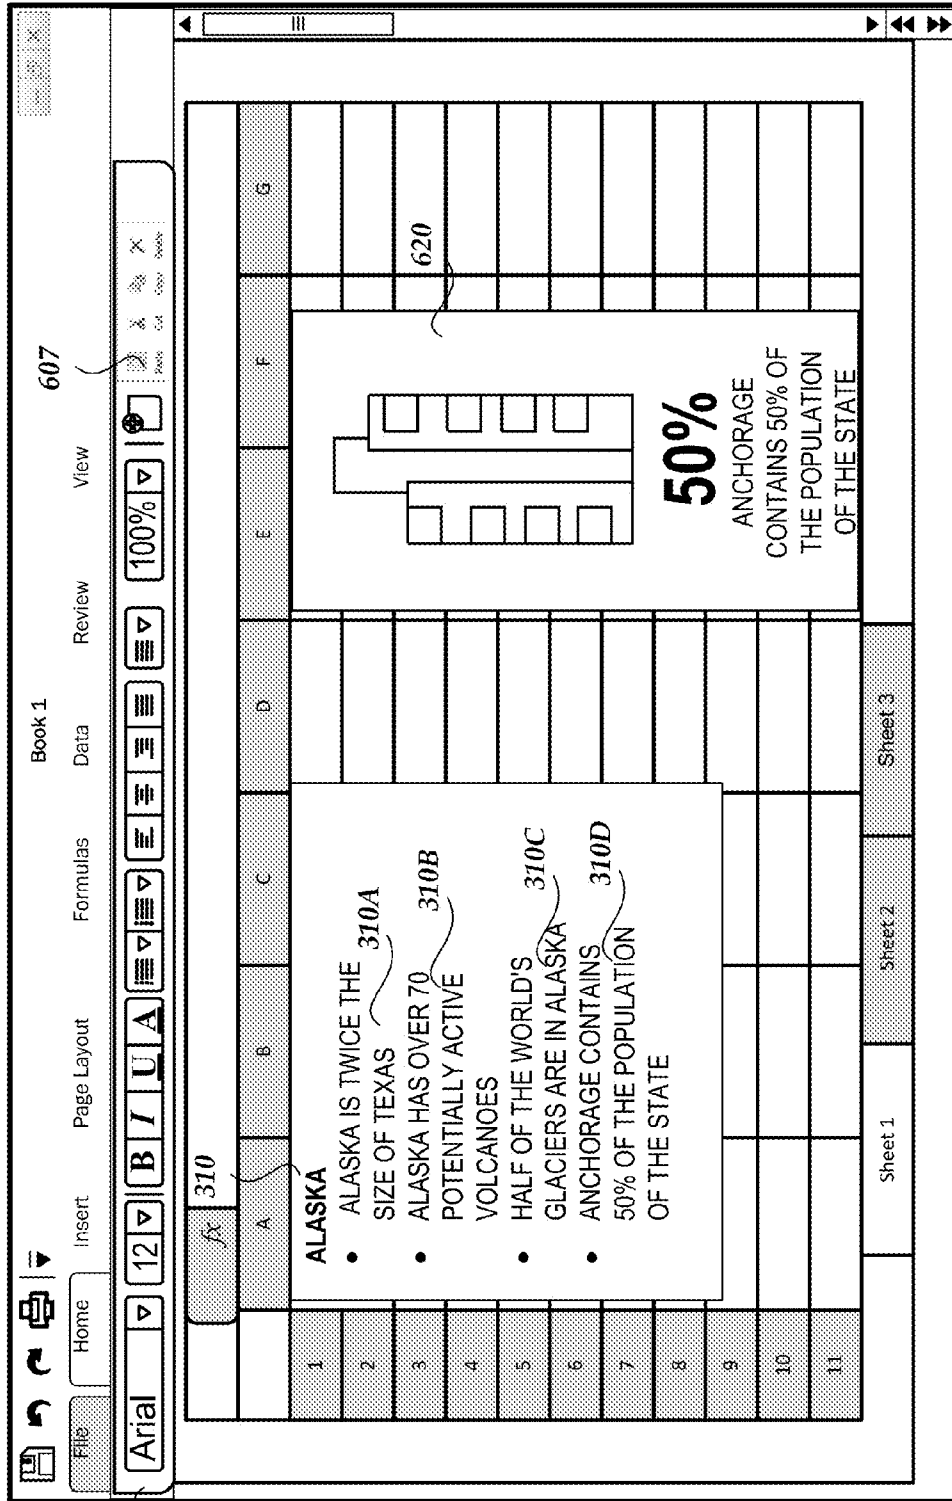 Book 1
File Home Insert Page Layout Formulas Data Review View
607
Arial 12 B I U A 100%
Cut Copy
310
fx
A B C D E F G
1
2
3
4
5
6
7
8
9
10
11
ALASKA
• ALASKA IS TWICE THE
SIZE OF TEXAS
310A
• ALASKA HAS OVER 70
POTENTIALLY ACTIVE
VOLCANOES
310B
• HALF OF THE WORLD'S
GLACIERS ARE IN ALASKA
310C
• ANCHORAGE CONTAINS
50% OF THE POPULATION
OF THE STATE
310D
620
50%
ANCHORAGE
CONTAINS 50% OF
THE POPULATION
OF THE STATE
Sheet 1 Sheet 2 Sheet 3